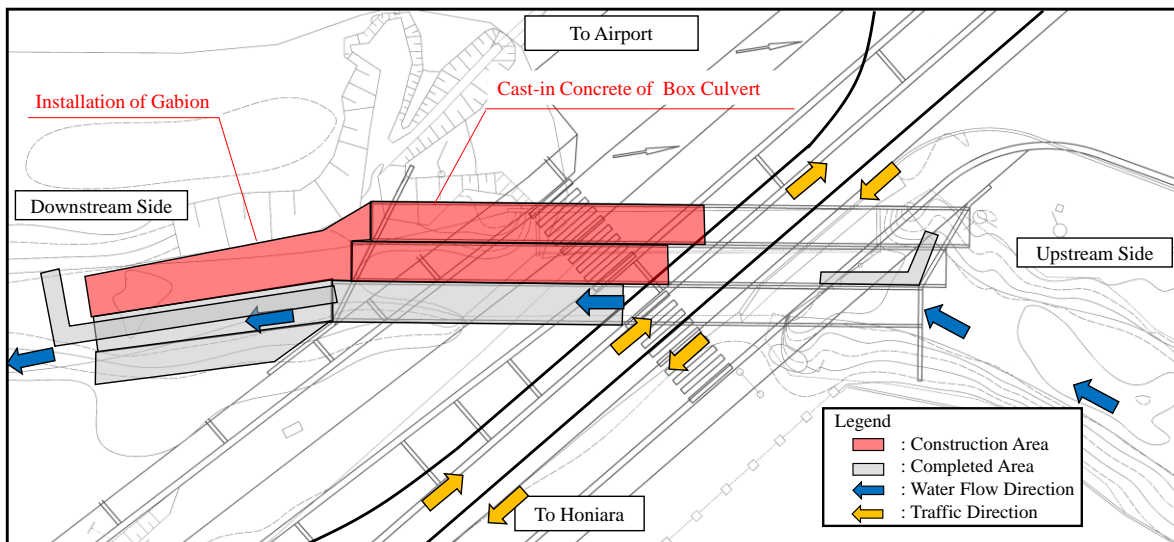 To Airport
Installation of Gabion
Cast-in Concrete of Box Culvert
Downstream Side
Upstream Side
To Honiara
Legend
: Construction Area
: Completed Area
: Water Flow Direction
: Traffic Direction